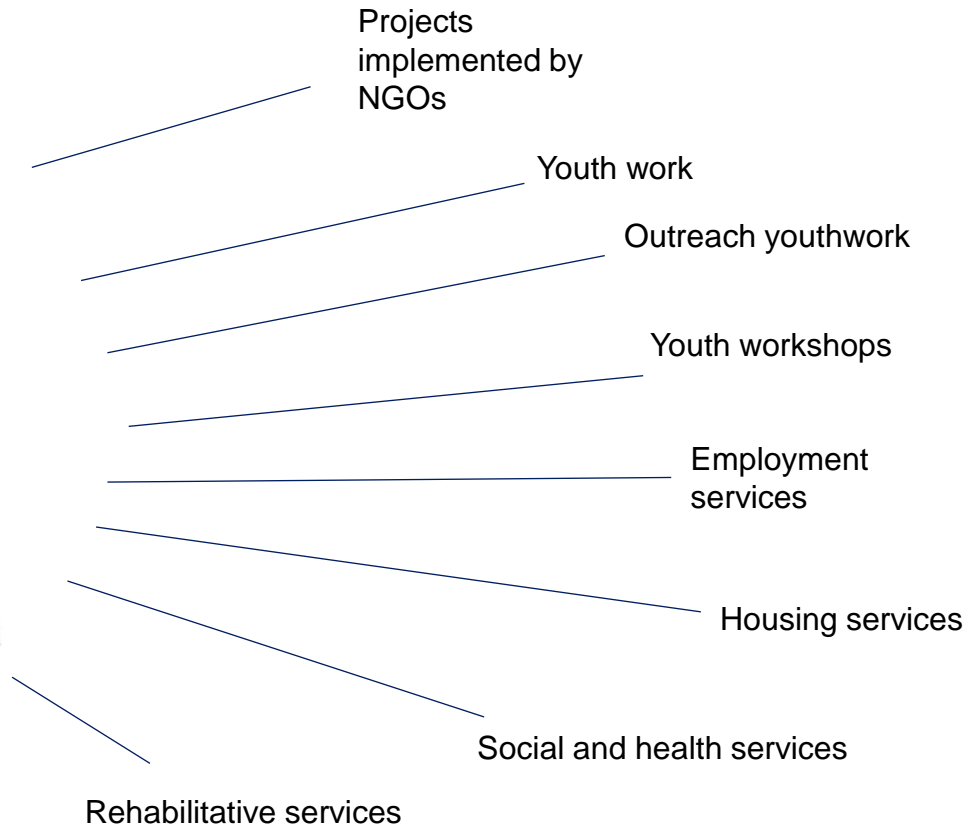 Projects
implemented by
NGOs
Youth work
Outreach youthwork
Youth workshops
Employment
services
Housing services
Social and health services
Rehabilitative services